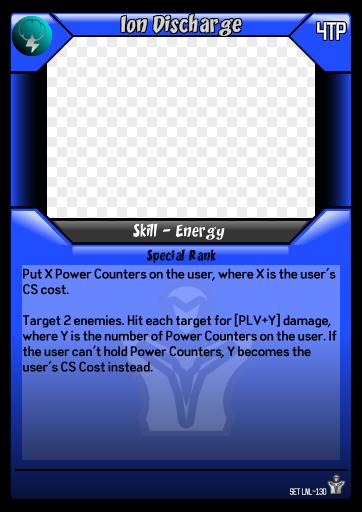 Ion Discharge
4TP
Skill - Energy
Special Rank
Put X Power Counters on the user, where X is the user's
CS cost.
Target 2 enemies. Hit each target for [PLV+Y] damage,
where Y is the number of Power Counters on the user. If
the user can't hold Power Counters, Y becomes the
user's CS Cost instead.
SET LNL-130